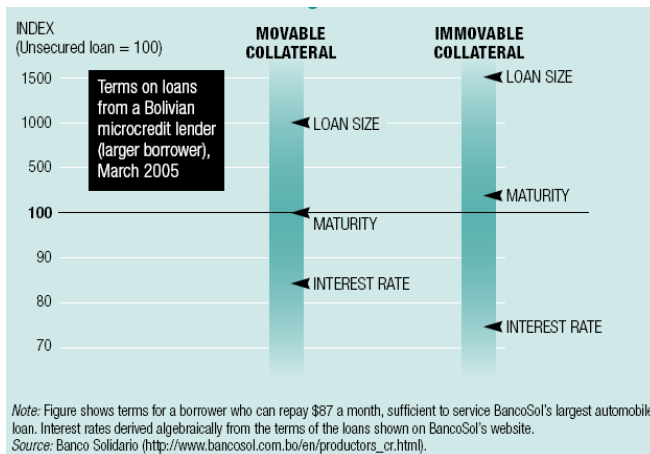 INDEX
(Unsecured loan = 100)
MOVABLE
COLLATERAL
IMMOVABLE
COLLATERAL
1500
1000
500
100
90
80
70
Terms on loans
from a Bolivian
microcredit lender
(larger borrower),
March 2005
LOAN SIZE
MATURITY
INTEREST RATE
LOAN SIZE
MATURITY
INTEREST RATE
Note: Figure shows terms for a borrower who can repay $87 a month, sufficient to service BancoSol's largest automobile
loan. Interest rates derived algebraically from the terms of the loans shown on BancoSol's website.
Source: Banco Solidario (http://www.bancosol.com.bo/en/productors_cr.html).